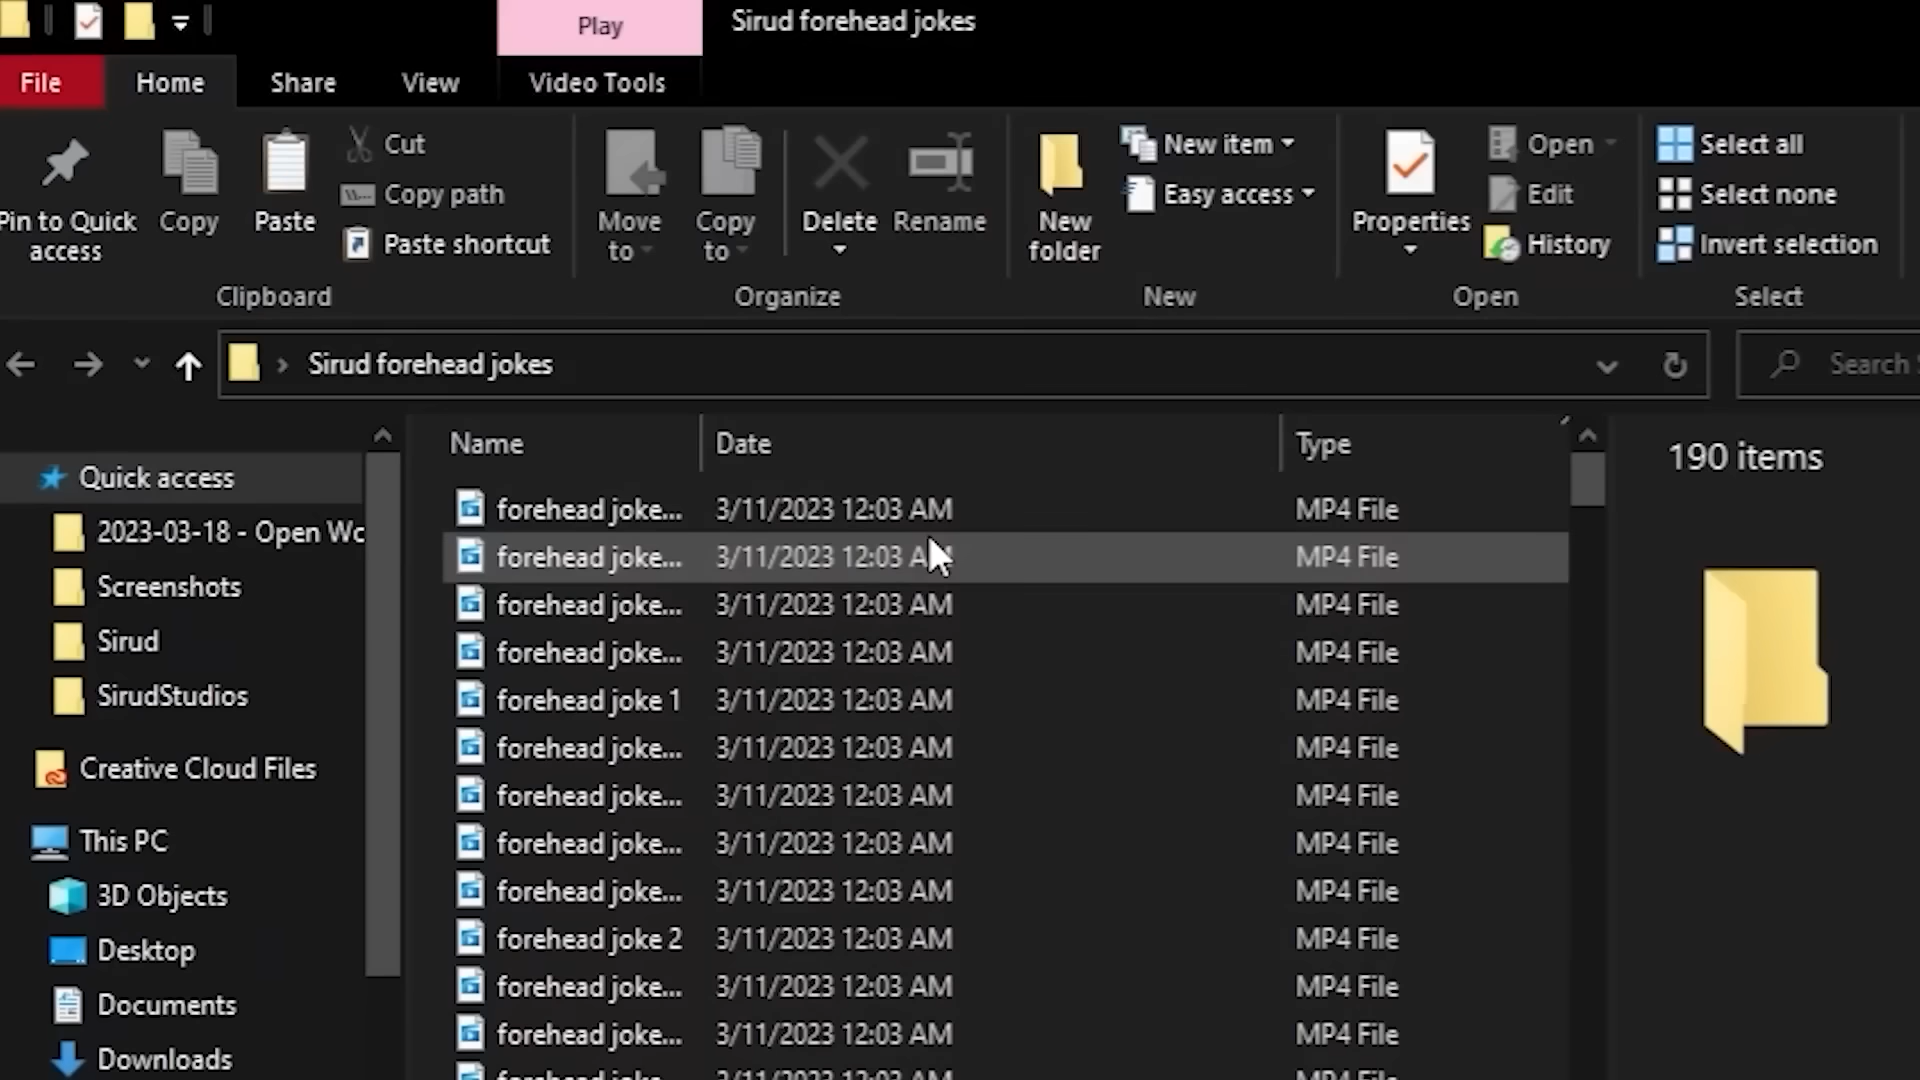 Play
Sirud forehead jokes
File
Home
Share
View
Video Tools
Pin to Quick access
Copy
Paste
Cut
Copy path
Paste shortcut
Move to
Copy to
Delete
Rename
New folder
New item
Easy access
Properties
Open
Edit
History
Select all
Select none
Invert selection
Clipboard
Organize
New
Open
Select
Sirud forehead jokes
Search
Quick access
2023-03-18 - Open
Screenshots
Sirud
SirudStudios
Creative Cloud Files
This PC
3D Objects
Desktop
Documents
Downloads
Name Date Type
forehead joke... 3/11/2023 12:03 AM MP4 File
forehead joke... 3/11/2023 12:03 AM MP4 File
forehead joke... 3/11/2023 12:03 AM MP4 File
forehead joke... 3/11/2023 12:03 AM MP4 File
forehead joke 1 3/11/2023 12:03 AM MP4 File
forehead joke... 3/11/2023 12:03 AM MP4 File
forehead joke... 3/11/2023 12:03 AM MP4 File
forehead joke... 3/11/2023 12:03 AM MP4 File
forehead joke... 3/11/2023 12:03 AM MP4 File
forehead joke 2 3/11/2023 12:03 AM MP4 File
forehead joke... 3/11/2023 12:03 AM MP4 File
forehead joke... 3/11/2023 12:03 AM MP4 File
190 items